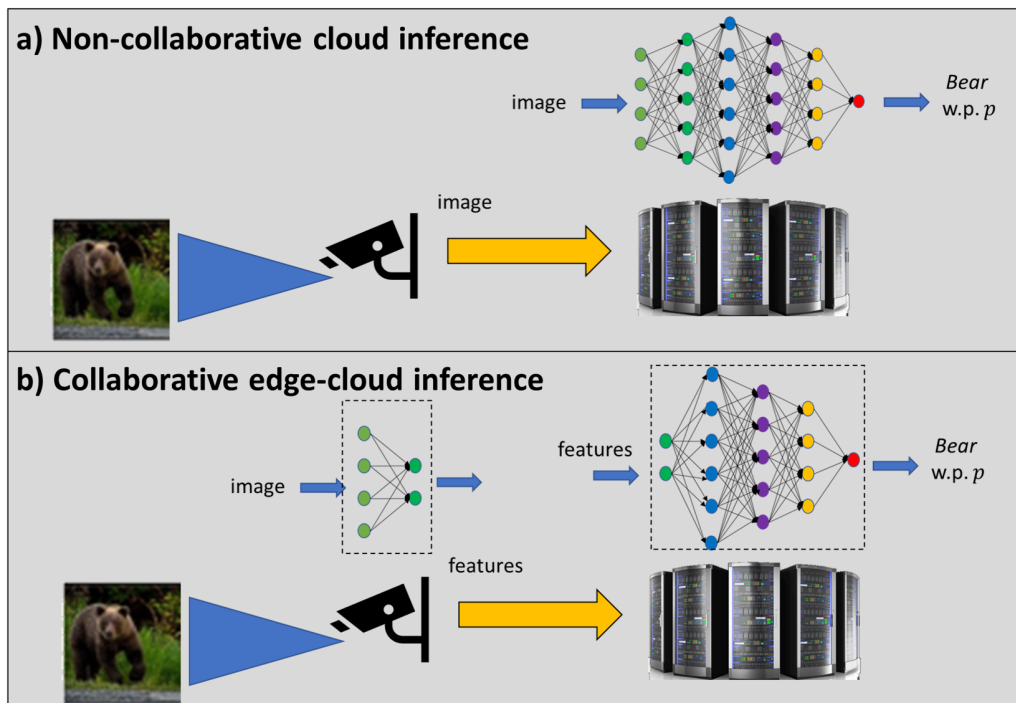 a) Non-collaborative cloud inference
image
Bear
w.p. p
image
b) Collaborative edge-cloud inference
image
features
Bear
w.p. p
features